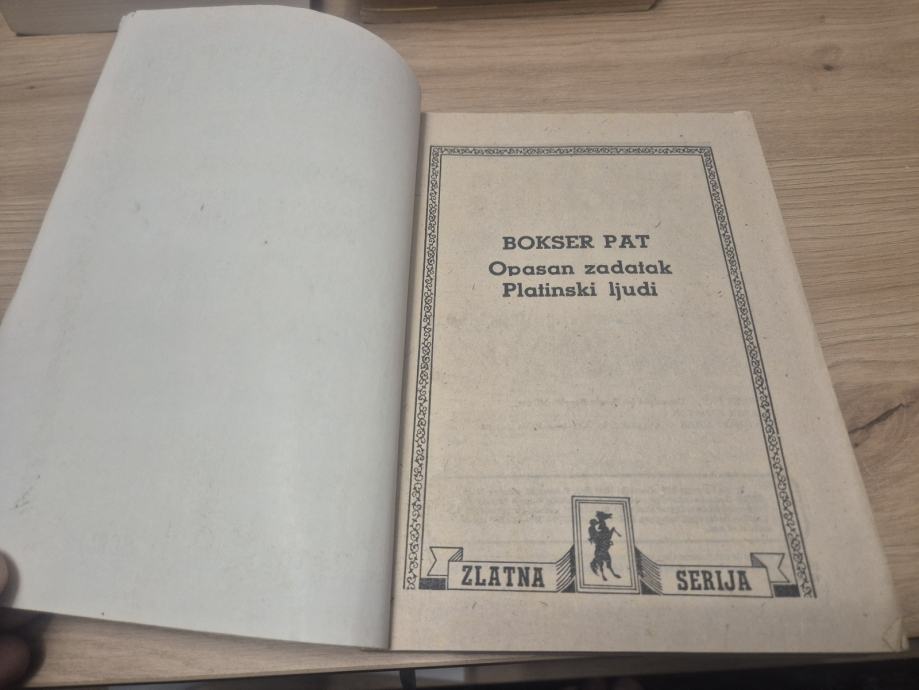 BOKSER PAT
Opasan zadatak
Platinski ljudi
ZLATNA SERIJA